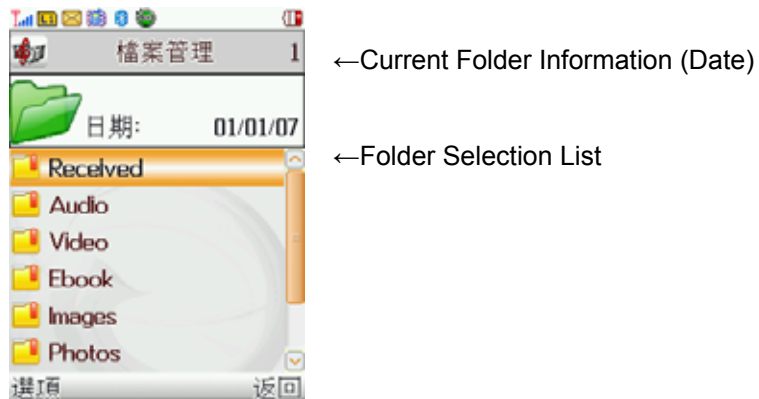 檔案管理 1
←Current Folder Information (Date)
日期: 01/01/07
←Folder Selection List
Received
Audio
Video
Ebook
Images
Photos
選項 返回